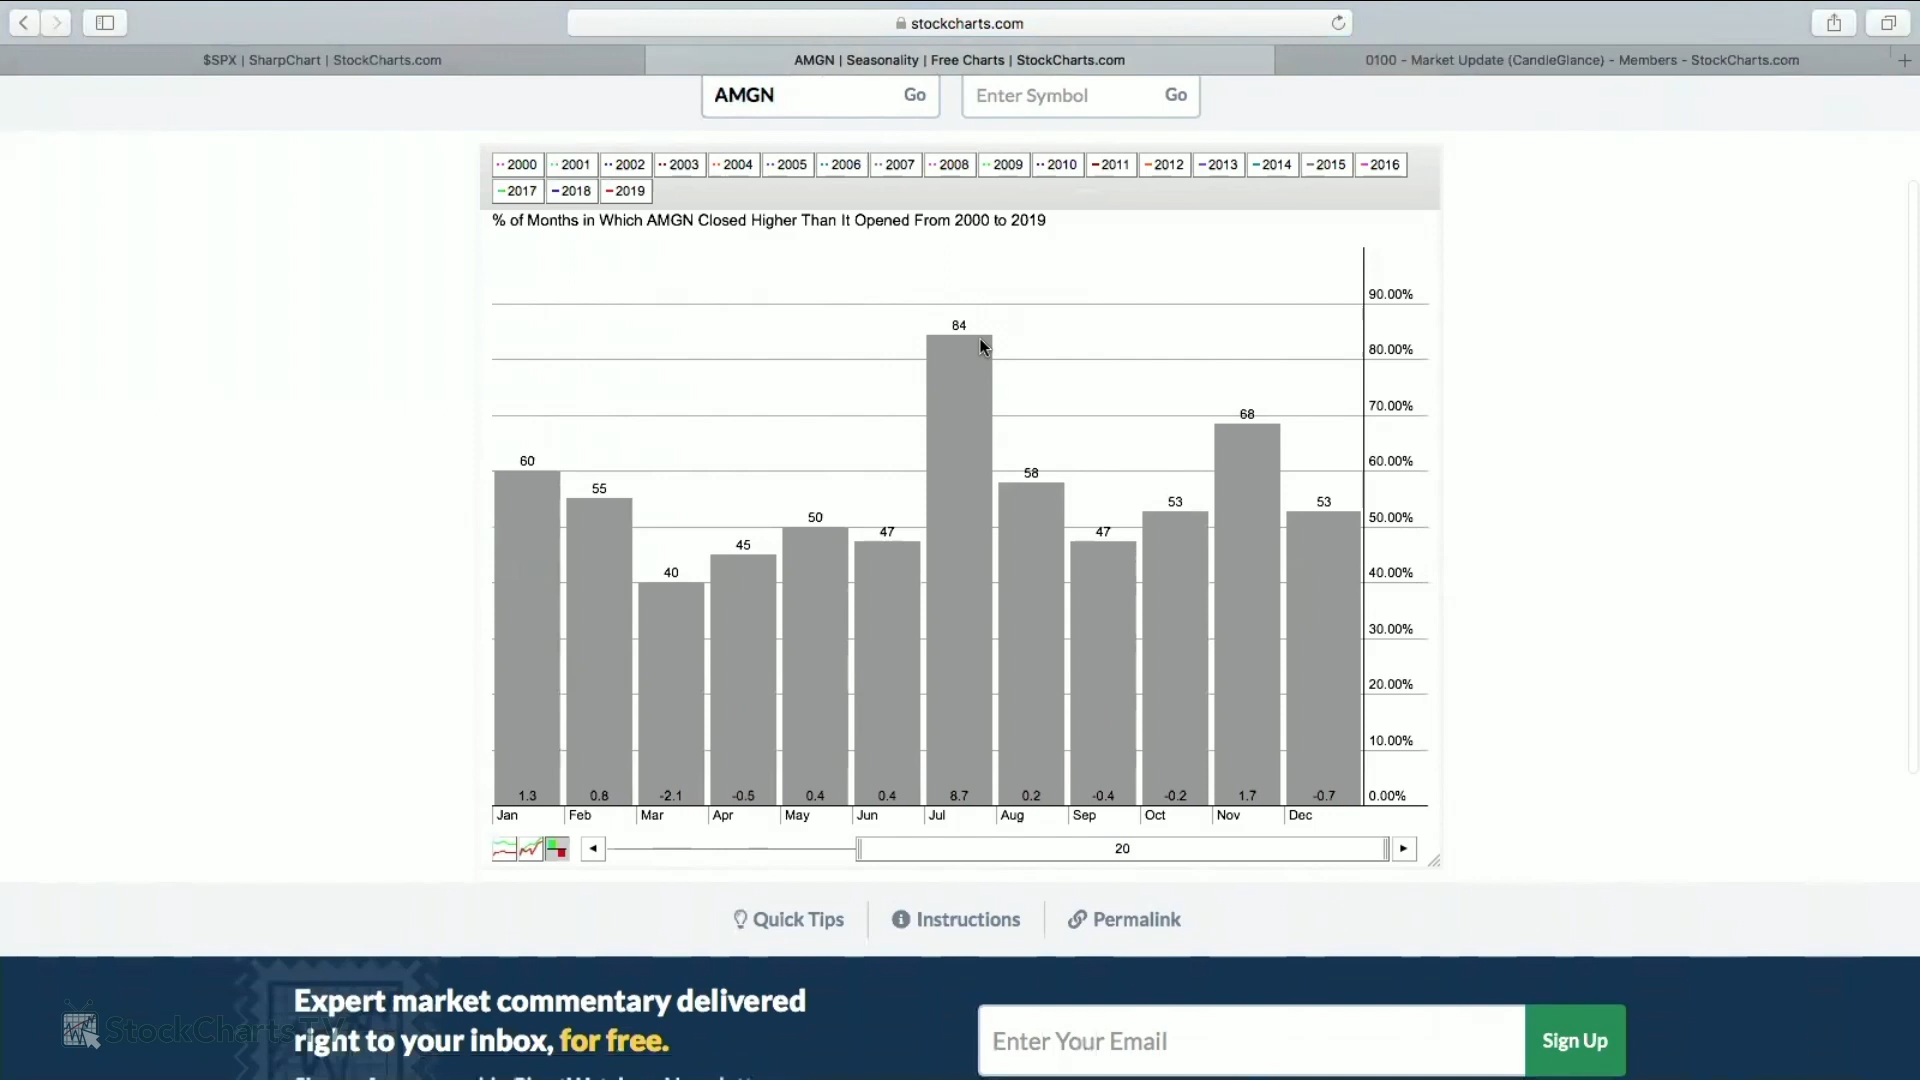 stockcharts.com
$SPX | SharpChart | StockCharts.com
AMGN | Seasonality | Free Charts | StockCharts.com
0100 - Market Update (CandleGlance) - Members - StockCharts.com
AMGN Go Enter Symbol Go
2000 2001 2002 2003 2004 2005 2006 2007 2008 2009 2010 2011 2012 2013 2014 2015 2016
2017 2018 2019
% of Months in Which AMGN Closed Higher Than It Opened From 2000 to 2019
90.00%
84
80.00%
70.00%
68
60 58 60.00%
55
50 53 53 50.00%
45 47 47
40 40.00%
30.00%
20.00%
10.00%
1.3 0.8 -2.1 -0.5 0.4 0.4 8.7 0.2 -0.4 -0.2 1.7 -0.7 0.00%
Jan Feb Mar Apr May Jun Jul Aug Sep Oct Nov Dec
20
Quick Tips Instructions Permalink
Expert market commentary delivered
right to your inbox, for free.
Enter Your Email Sign Up
StockCharts TV